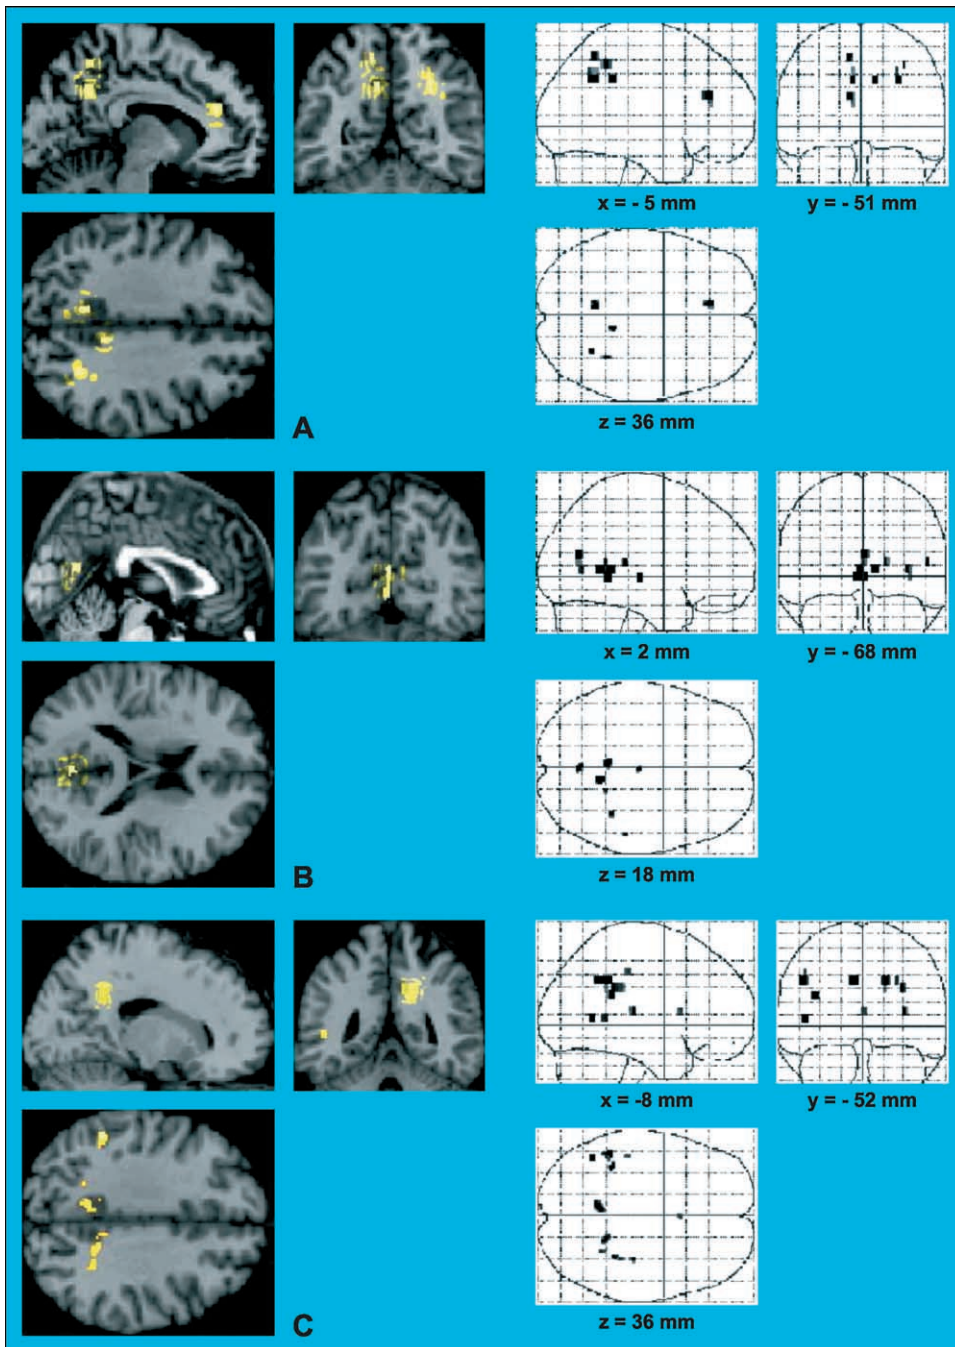 x = - 5 mm
y = - 51 mm
z = 36 mm
A
x = 2 mm
y = - 68 mm
z = 18 mm
B
x = -8 mm
y = - 52 mm
z = 36 mm
C